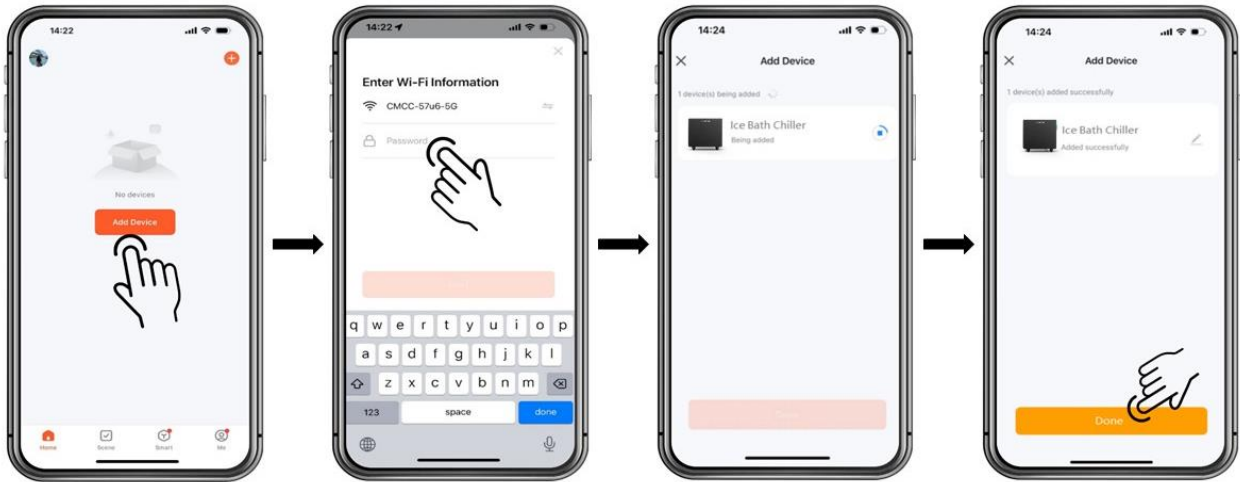 14:22
No devices
Add Device
Home
Scene
Smart
Me
14:22
Enter Wi-Fi Information
CMCC-57u6-5G
Password
q w e r t y u i o p
a s d f g h j k l
z x c v b n m
123 space done
14:24
Add Device
1 device(s) being added
Ice Bath Chiller
Being added
14:24
Add Device
1 device(s) added successfully
Ice Bath Chiller
Added successfully
Done